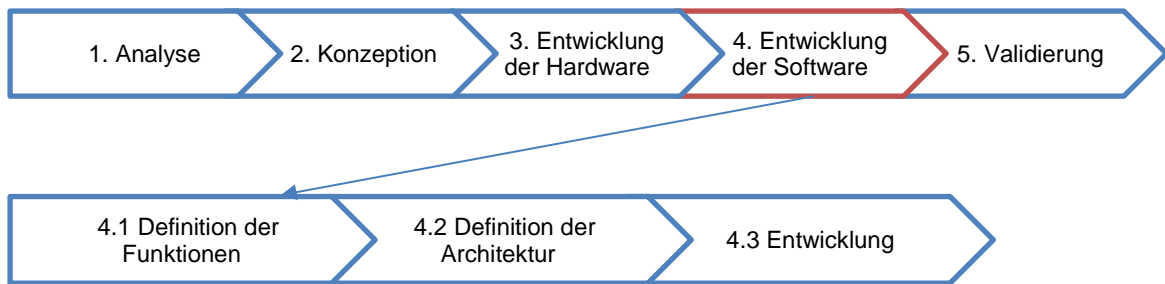 1. Analyse
2. Konzeption
3. Entwicklung
der Hardware
4. Entwicklung
der Software
5. Validierung
4.1 Definition der
Funktionen
4.2 Definition der
Architektur
4.3 Entwicklung